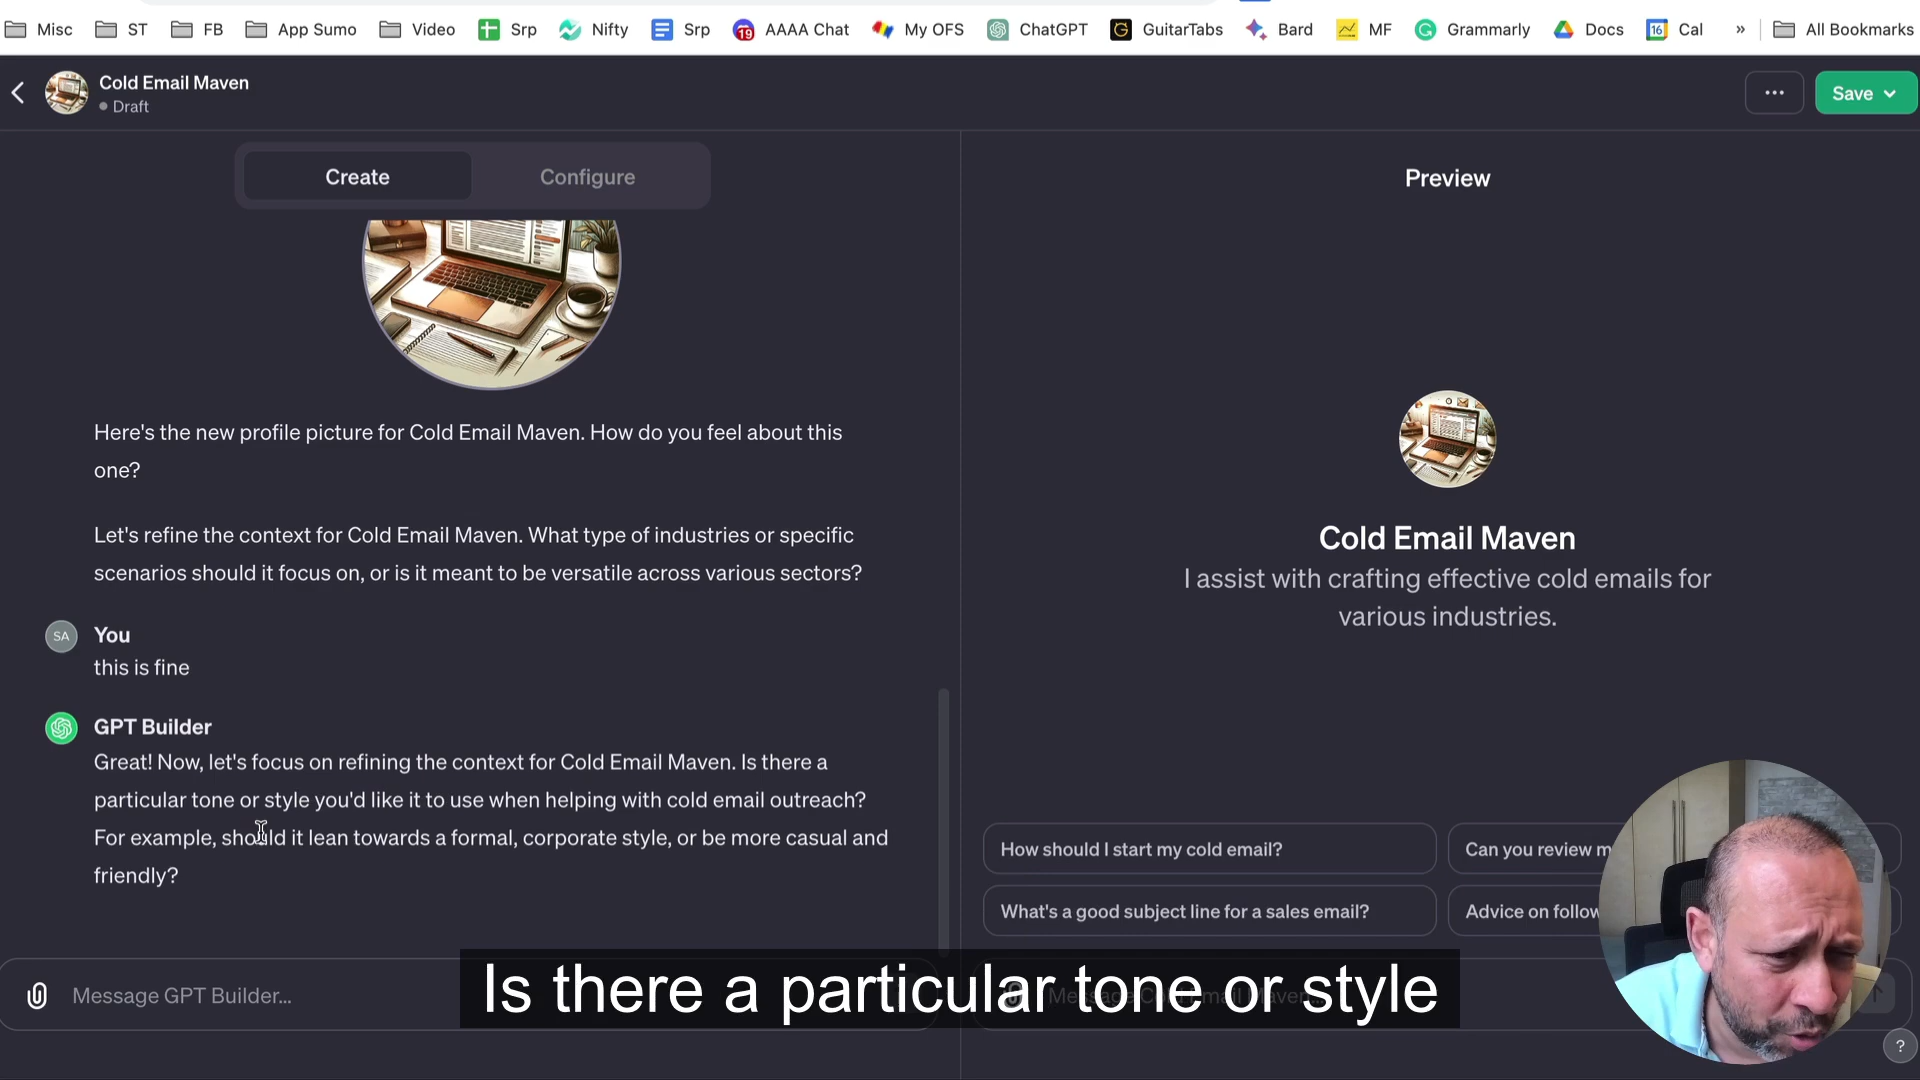 Misc ST FB App Sumo Video Srp Nifty Srp 19 AAAA Chat My OFS ChatGPT G GuitarTabs Bard MF Grammarly Docs 16 Cal » All Bookmarks
Cold Email Maven
Draft
... Save
Create Configure
Preview
Here's the new profile picture for Cold Email Maven. How do you feel about this
one?
Let's refine the context for Cold Email Maven. What type of industries or specific
scenarios should it focus on, or is it meant to be versatile across various sectors?
SA You
this is fine
GPT Builder
Great! Now, let's focus on refining the context for Cold Email Maven. Is there a
particular tone or style you'd like it to use when helping with cold email outreach?
For example, should it lean towards a formal, corporate style, or be more casual and
friendly?
Message GPT Builder...
Cold Email Maven
I assist with crafting effective cold emails for
various industries.
How should I start my cold email? Can you review m
What's a good subject line for a sales email? Advice on follow
Message Cold Email Maven
?
Is there a particular tone or style